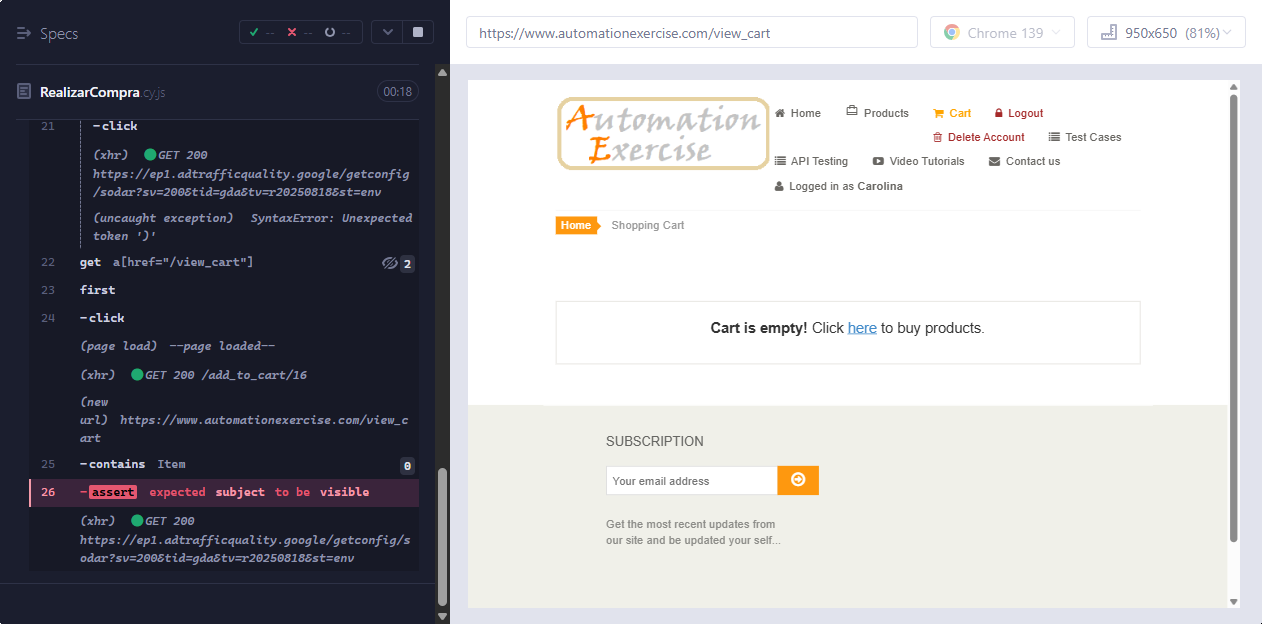 Specs
-- -- --
RealizarCompra.cy.js 00:18
21 -click
(xhr) GET 200
https://ep1.adtrafficquality.google/getconfig
/sodar?sv=200&tid=gda&tv=r20250818&st=env
(uncaught exception) SyntaxError: Unexpected
token ')'
22 get a[href="/view_cart"] 2
23 first
24 -click
(page load) --page loaded--
(xhr) GET 200 /add_to_cart/16
(new
url) https://www.automationexercise.com/view_c
art
25 -contains Item 0
26 -assert expected subject to be visible
(xhr) GET 200
https://ep1.adtrafficquality.google/getconfig/s
odar?sv=200&tid=gda&tv=r20250818&st=env
https://www.automationexercise.com/view_cart
Chrome 139
950x650 (81%)
Automation
Exercise
Home Products Cart Logout
Delete Account Test Cases
API Testing Video Tutorials Contact us
Logged in as Carolina
Home Shopping Cart
Cart is empty! Click here to buy products.
SUBSCRIPTION
Your email address
Get the most recent updates from
our site and be updated your self...